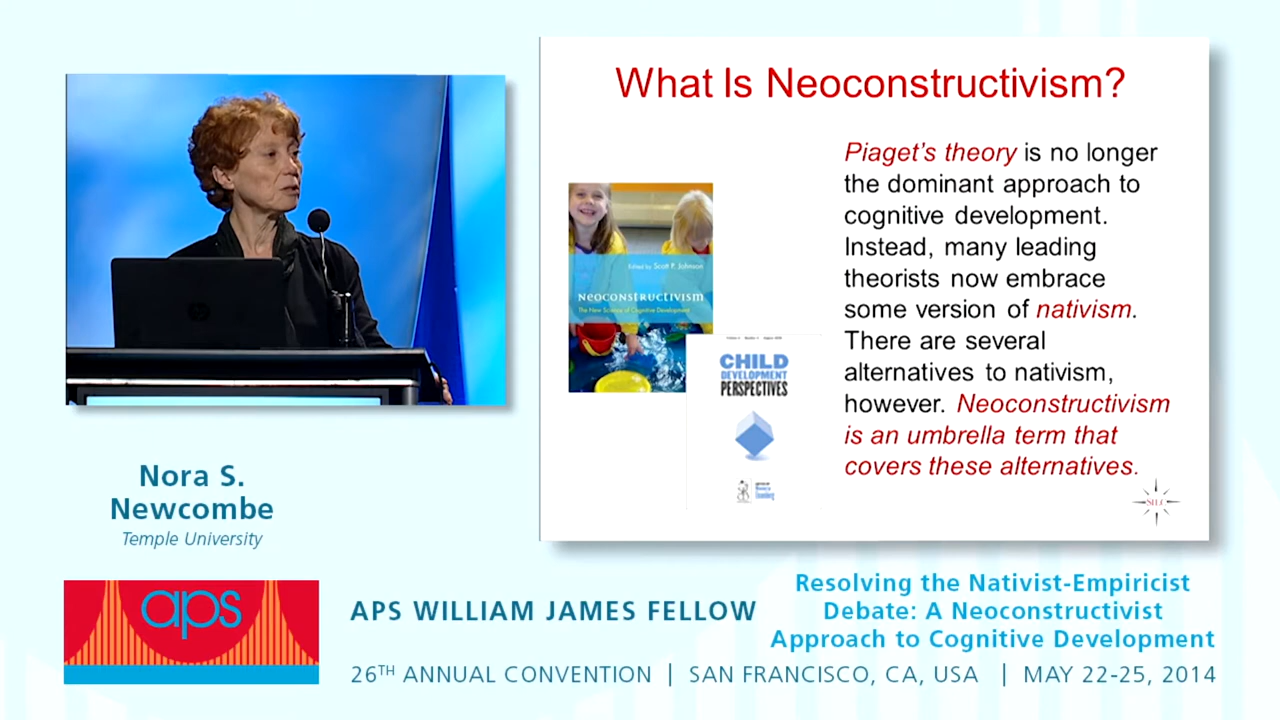 What Is Neoconstructivism?
Piaget's theory is no longer
the dominant approach to
cognitive development.
Instead, many leading
theorists now embrace
some version of nativism.
There are several
alternatives to nativism,
however. Neoconstructivism
is an umbrella term that
covers these alternatives.
Edited by Scott P. Johnson
NEOCONSTRUCTIVISM
The New Science of Cognitive Development
CHILD
DEVELOPMENT
PERSPECTIVES
SILC
Nora S.
Newcombe
Temple University
aps
APS WILLIAM JAMES FELLOW
Resolving the Nativist-Empiricist
Debate: A Neoconstructivist
Approach to Cognitive Development
26TH ANNUAL CONVENTION | SAN FRANCISCO, CA, USA | MAY 22-25, 2014